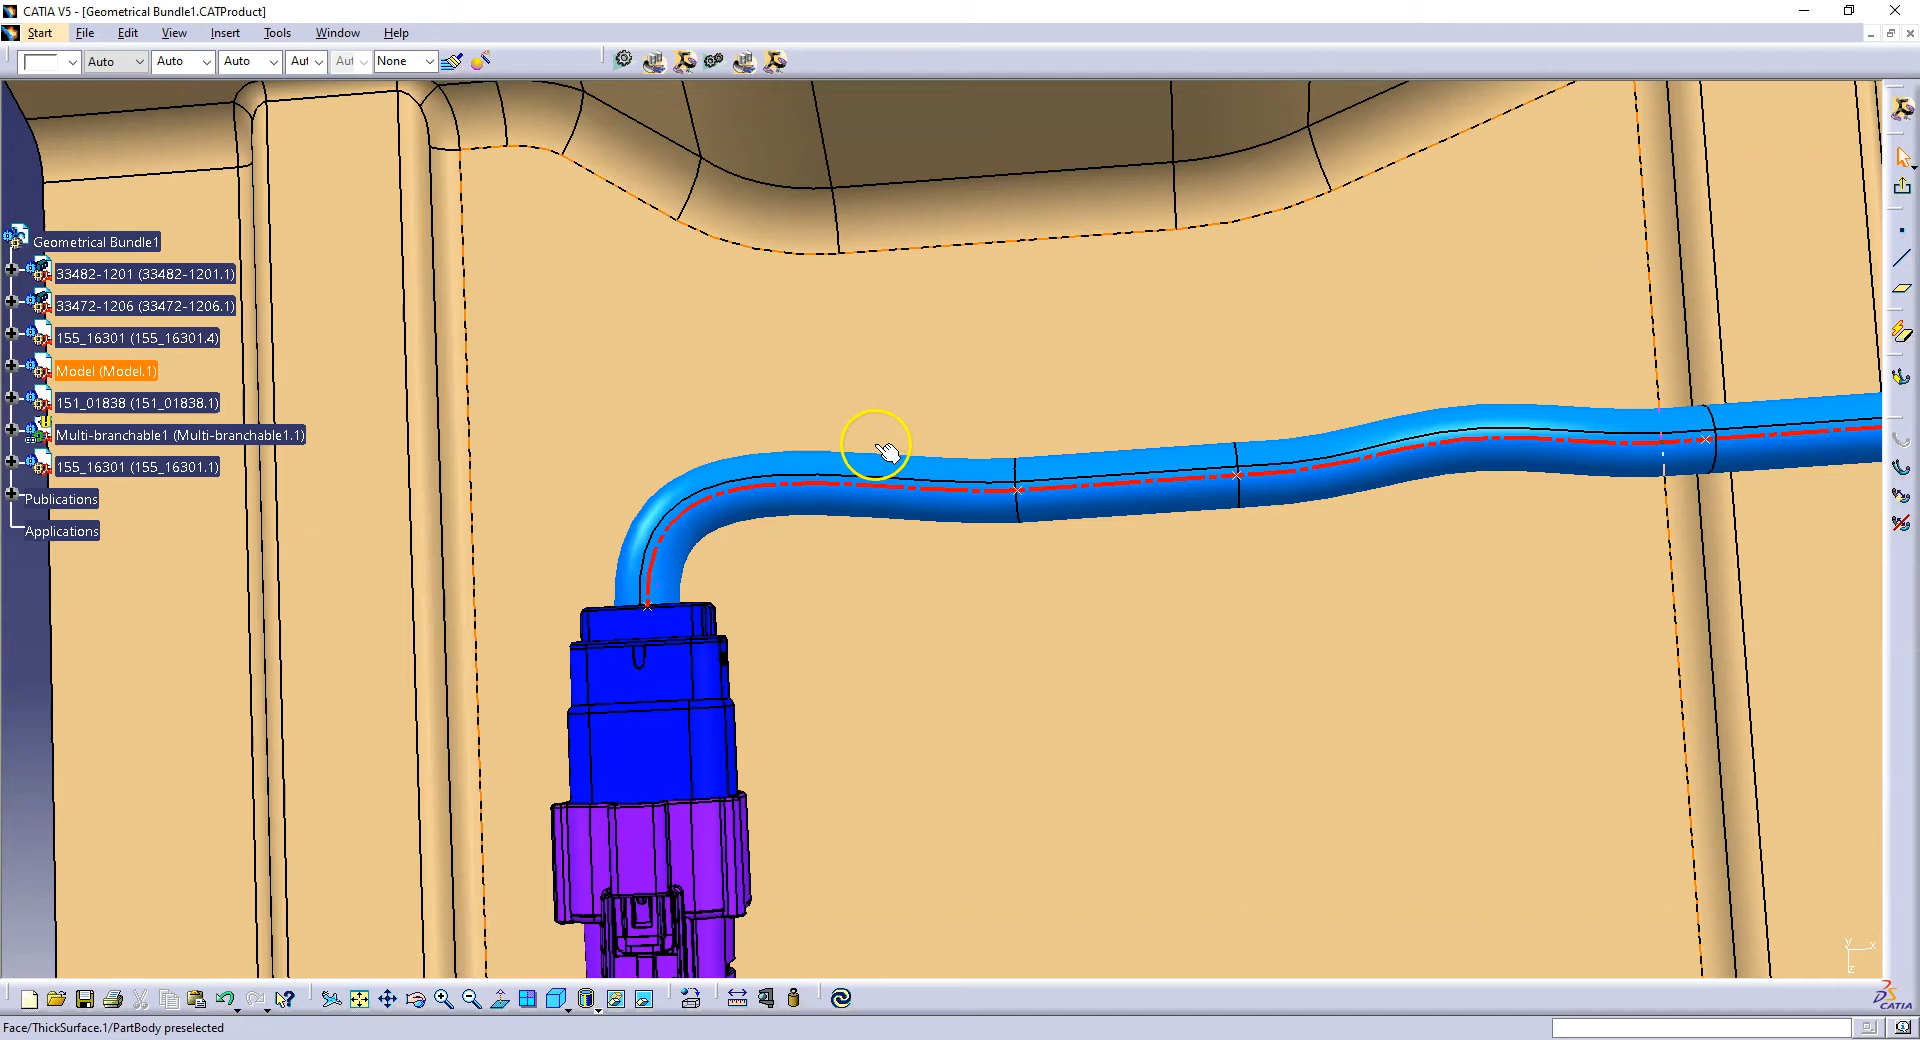 CATIA V5 - [Geometrical Bundle1.CATProduct]
Start File Edit View Insert Tools Window Help
Auto Auto Auto Aut Aut None
Geometrical Bundle1
33482-1201 (33482-1201.1)
33472-1206 (33472-1206.1)
155_16301 (155_16301.4)
Model (Model.1)
151_01838 (151_01838.1)
Multi-branchable1 (Multi-branchable1.1)
155_16301 (155_16301.1)
Publications
Applications
y x
z
CATIA
Face/ThickSurface.1/PartBody preselected